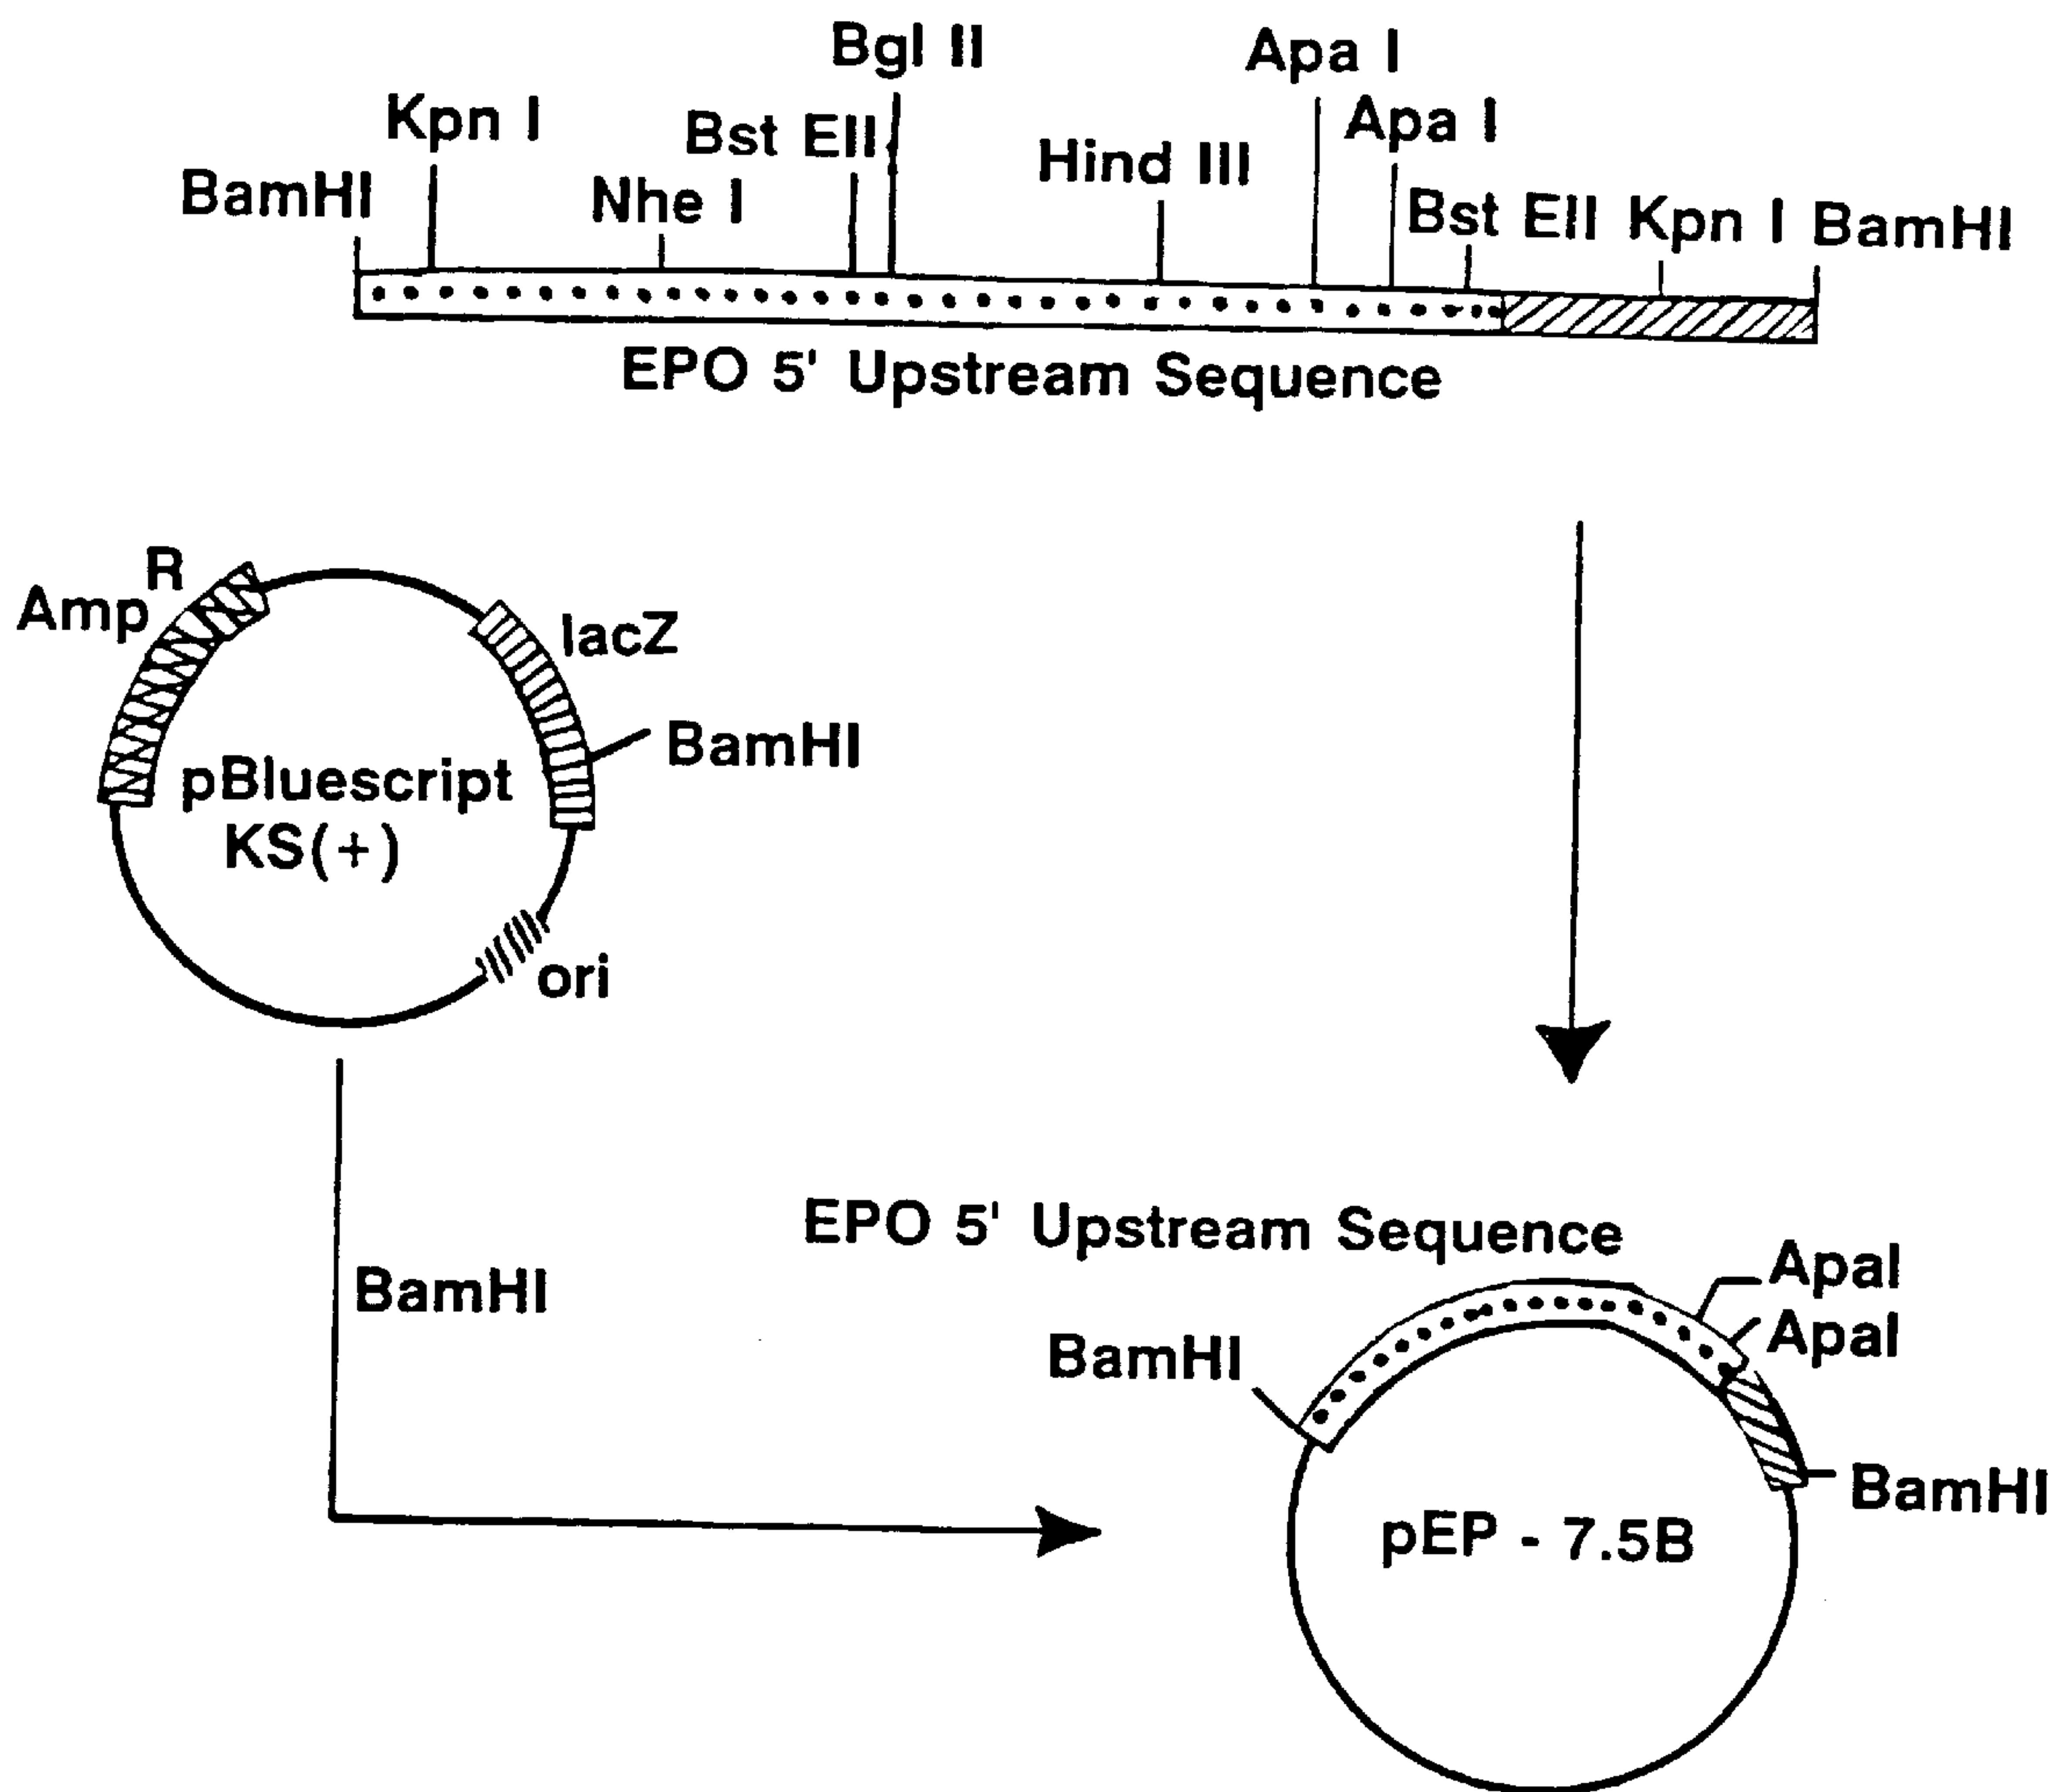 Bgl II
Apa I
Kpn I
Bst EII
Apa I
Hind III
BamHI
Nhe I
Bst EII Kpn I BamHI
EPO 5' Upstream Sequence
Amp R
lacZ
BamHI
pBluescript
KS(+)
ori
BamHI
EPO 5' Upstream Sequence
ApaI
ApaI
BamHI
BamHI
pEP - 7.5B